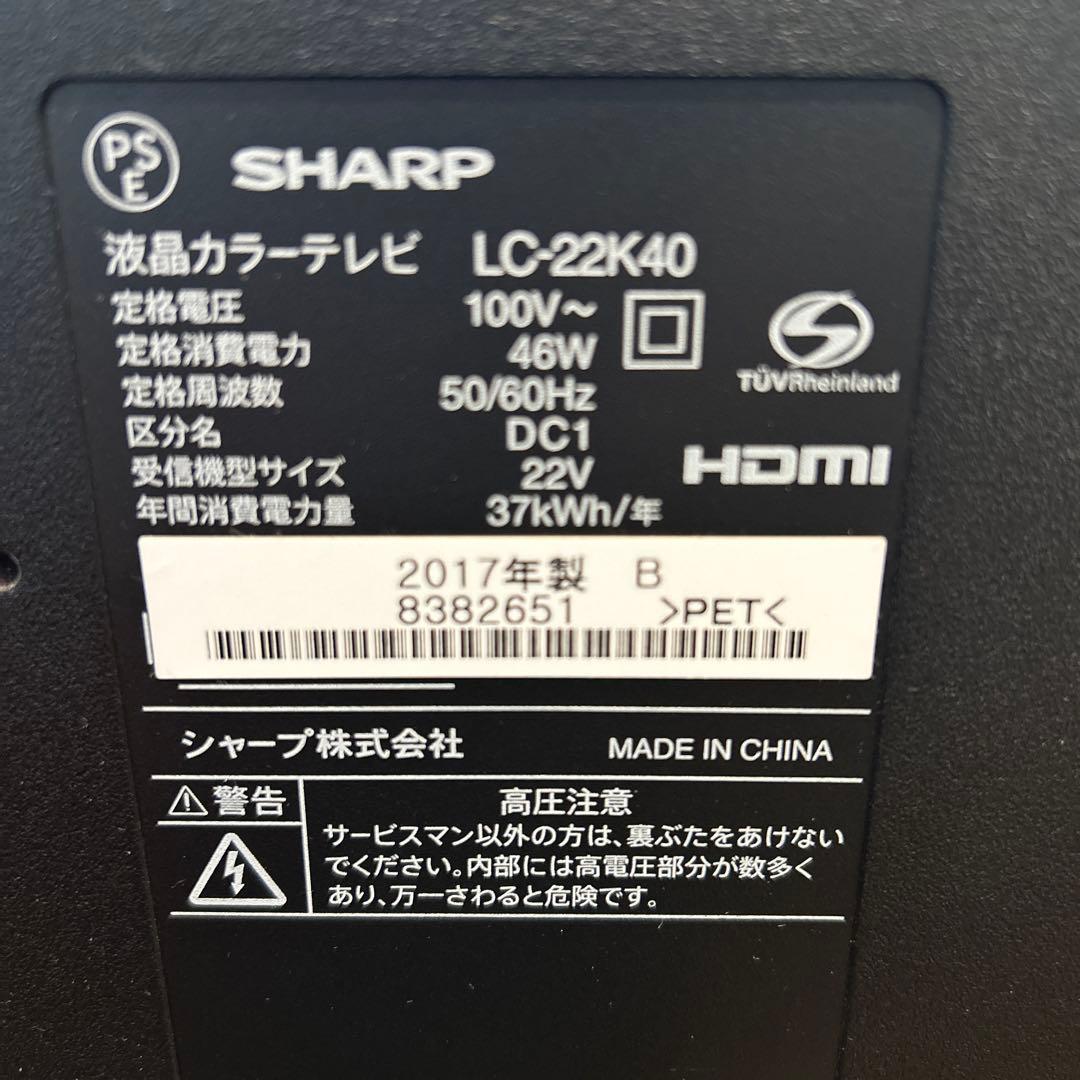 PSE SHARP
液晶カラーテレビ LC-22K40
定格電圧 100V～
定格消費電力 46W
定格周波数 50/60Hz
区分名 DC1
受信機型サイズ 22V
年間消費電力量 37kWh/年
TÜVRheinland
HDMI
2017年製 B
8382651 >PET<
シャープ株式会社 MADE IN CHINA
⚠警告 高圧注意
サービスマン以外の方は、裏ぶたをあけない
でください。内部には高電圧部分が数多く
あり、万一さわると危険です。